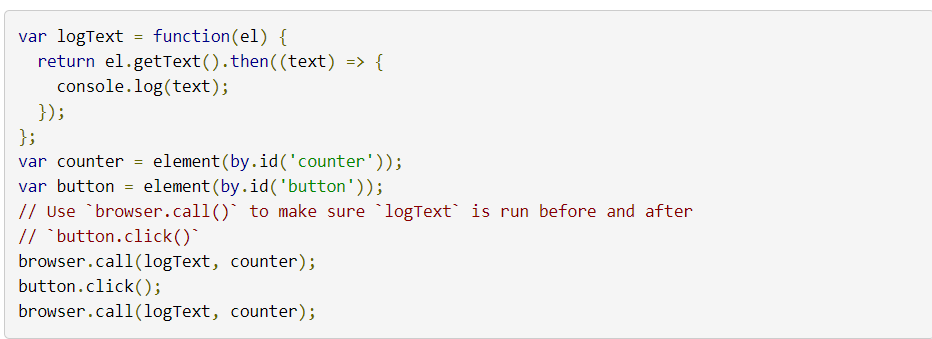 var logText = function(el) {
  return el.getText().then((text) => {
    console.log(text);
  });
};
var counter = element(by.id('counter'));
var button = element(by.id('button'));
// Use `browser.call()` to make sure `logText` is run before and after
// `button.click()`
browser.call(logText, counter);
button.click();
browser.call(logText, counter);